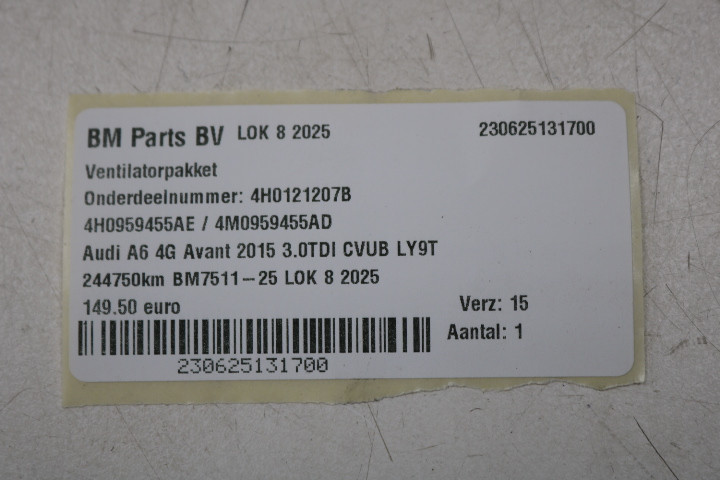 BM Parts BV LOK 8 2025 230625131700
Ventilatorpakket
Onderdeelnummer: 4H0121207B
4H0959455AE / 4M0959455AD
Audi A6 4G Avant 2015 3.0TDI CVUB LY9T
244750km BM7511-25 LOK 8 2025
149.50 euro Verz: 15
Aantal: 1
230625131700